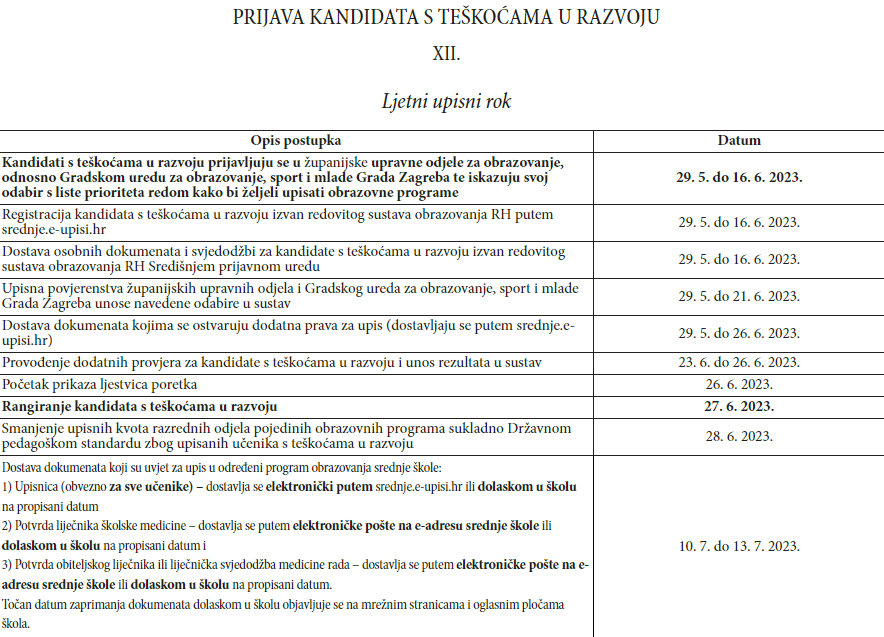 PRIJAVA KANDIDATA S TEŠKOĆAMA U RAZVOJU
XII.
Ljetni upisni rok
Opis postupka
Datum
Kandidati s teškoćama u razvoju prijavljuju se u županijske upravne odjele za obrazovanje,
odnosno Gradskom uredu za obrazovanje, sport i mlade Grada Zagreba te iskazuju svoj
odabir s liste prioriteta redom kako bi željeli upisati obrazovne programe
29. 5. do 16. 6. 2023.
Registracija kandidata s teškoćama u razvoju izvan redovitog sustava obrazovanja RH putem
srednje.e-upisi.hr
29. 5. do 16. 6. 2023.
Dostava osobnih dokumenata i svjedodžbi za kandidate s teškoćama u razvoju izvan redovitog
sustava obrazovanja RH Središnjem prijavnom uredu
29. 5. do 16. 6. 2023.
Upisna povjerenstva županijskih upravnih odjela i Gradskog ureda za obrazovanje, sport i mlade
Grada Zagreba unose navedene odabire u sustav
29. 5. do 21. 6. 2023.
Dostava dokumenata kojima se ostvaruju dodatna prava za upis (dostavljaju se putem srednje.e-
upisi.hr)
29. 5. do 26. 6. 2023.
Provođenje dodatnih provjera za kandidate s teškoćama u razvoju i unos rezultata u sustav
23. 6. do 26. 6. 2023.
Početak prikaza ljestvica poretka
26. 6. 2023.
Rangiranje kandidata s teškoćama u razvoju
27. 6. 2023.
Smanjenje upisnih kvota razrednih odjela pojedinih obrazovnih programa sukladno Državnom
pedagoškom standardu zbog upisanih učenika s teškoćama u razvoju
28. 6. 2023.
Dostava dokumenata koji su uvjet za upis u određeni program obrazovanja srednje škole:
1) Upisnica (obvezno za sve učenike) – dostavlja se elektronički putem srednje.e-upisi.hr ili dolaskom u školu
na propisani datum
2) Potvrda liječnika školske medicine – dostavlja se putem elektroničke pošte na e-adresu srednje škole ili
dolaskom u školu na propisani datum i
3) Potvrda obiteljskog liječnika ili liječnička svjedodžba medicine rada – dostavlja se putem elektroničke pošte na e-
adresu srednje škole ili dolaskom u školu na propisani datum.
Točan datum zaprimanja dokumenata dolaskom u školu objavljuje se na mrežnim stranicama i oglasnim pločama
škola.
10. 7. do 13. 7. 2023.